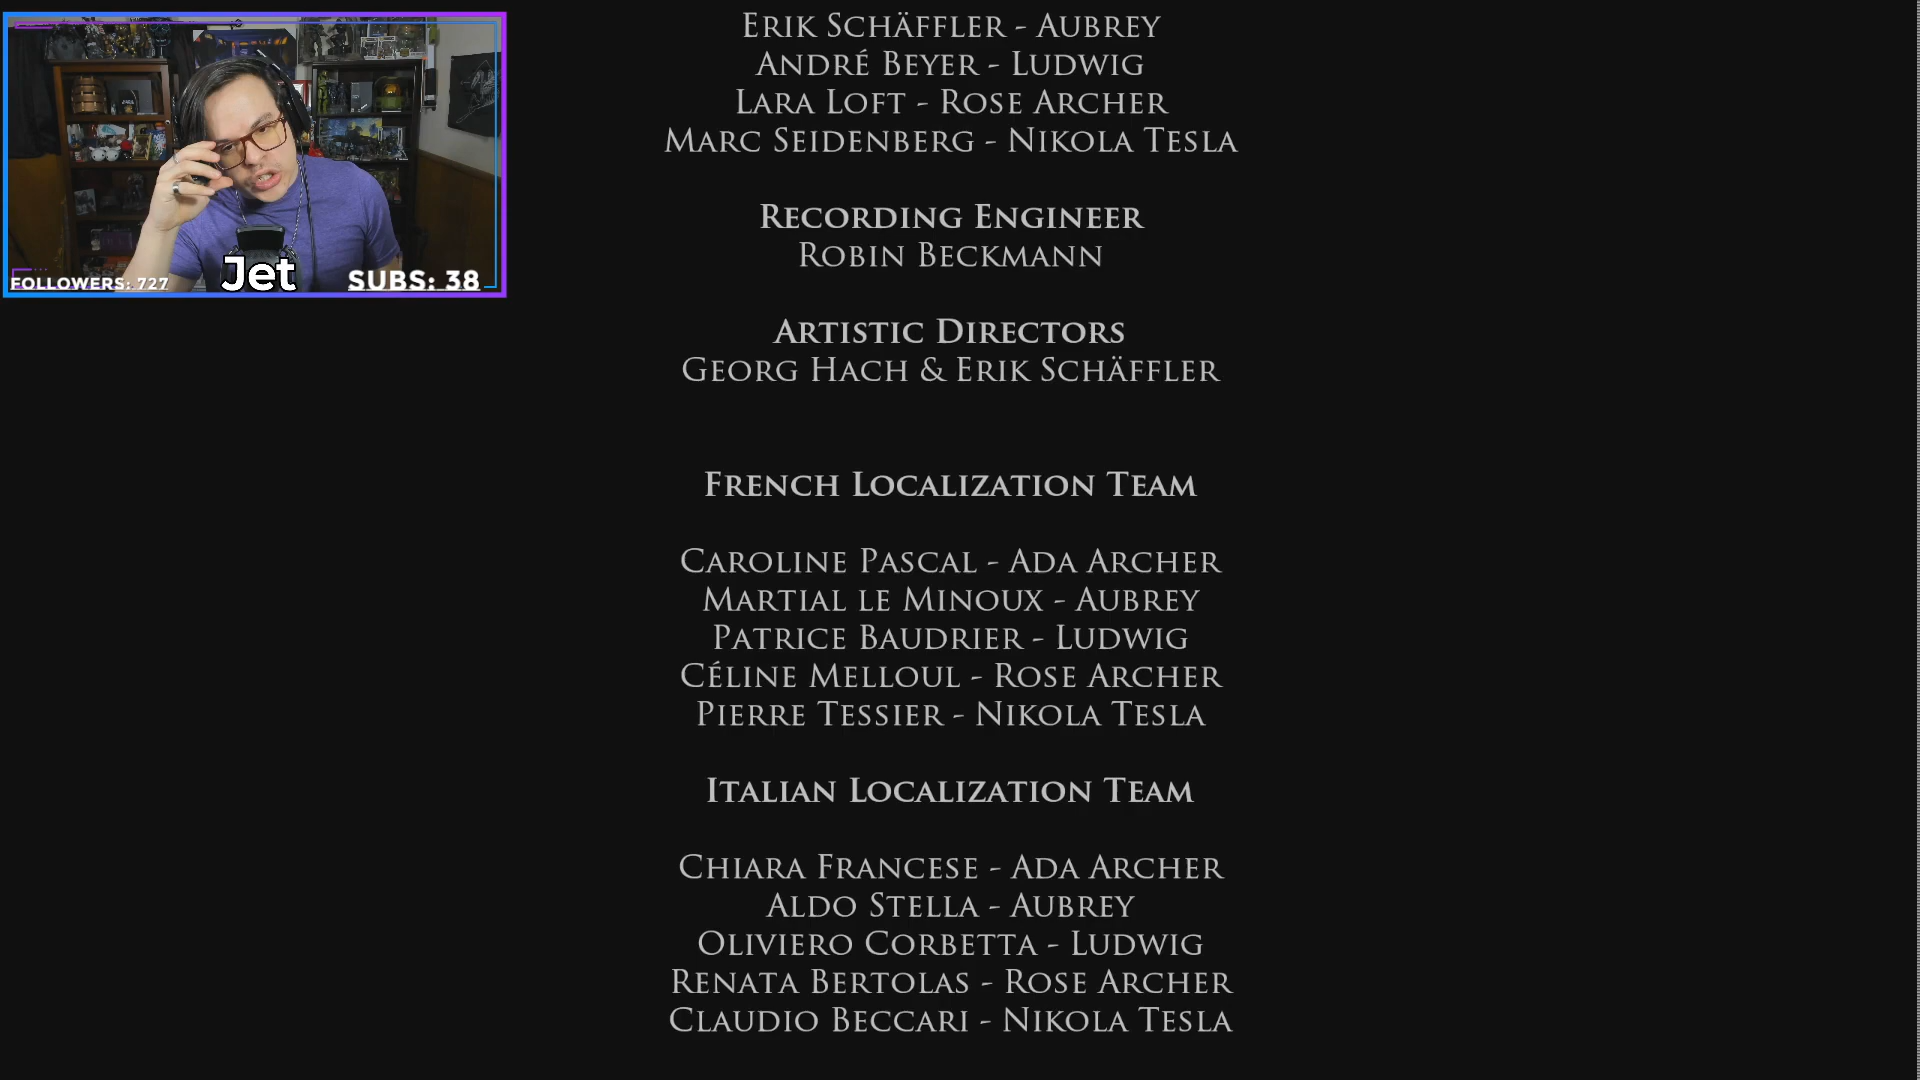 FOLLOWERS: 727
Jet
SUBS: 38
ERIK SCHÄFFLER - AUBREY
ANDRÉ BEYER - LUDWIG
LARA LOFT - ROSE ARCHER
MARC SEIDENBERG - NIKOLA TESLA
RECORDING ENGINEER
ROBIN BECKMANN
ARTISTIC DIRECTORS
GEORG HACH & ERIK SCHÄFFLER
FRENCH LOCALIZATION TEAM
CAROLINE PASCAL - ADA ARCHER
MARTIAL LE MINOUX - AUBREY
PATRICE BAUDRIER - LUDWIG
CÉLINE MELLOUL - ROSE ARCHER
PIERRE TESSIER - NIKOLA TESLA
ITALIAN LOCALIZATION TEAM
CHIARA FRANCESE - ADA ARCHER
ALDO STELLA - AUBREY
OLIVIERO CORBETTA - LUDWIG
RENATA BERTOLAS - ROSE ARCHER
CLAUDIO BECCARI - NIKOLA TESLA